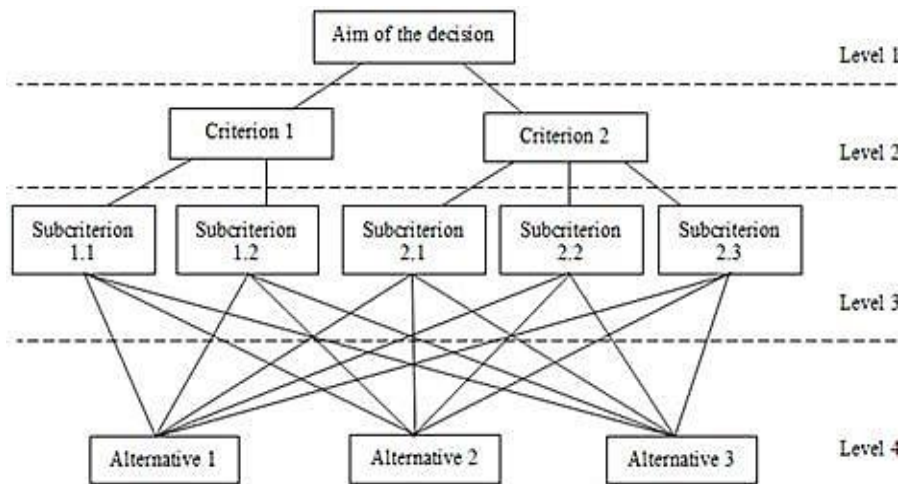 Aim of the decision
Level 1
Criterion 1
Criterion 2
Level 2
Subcriterion
1.1
Subcriterion
1.2
Subcriterion
2.1
Subcriterion
2.2
Subcriterion
2.3
Level 3
Alternative 1
Alternative 2
Alternative 3
Level 4